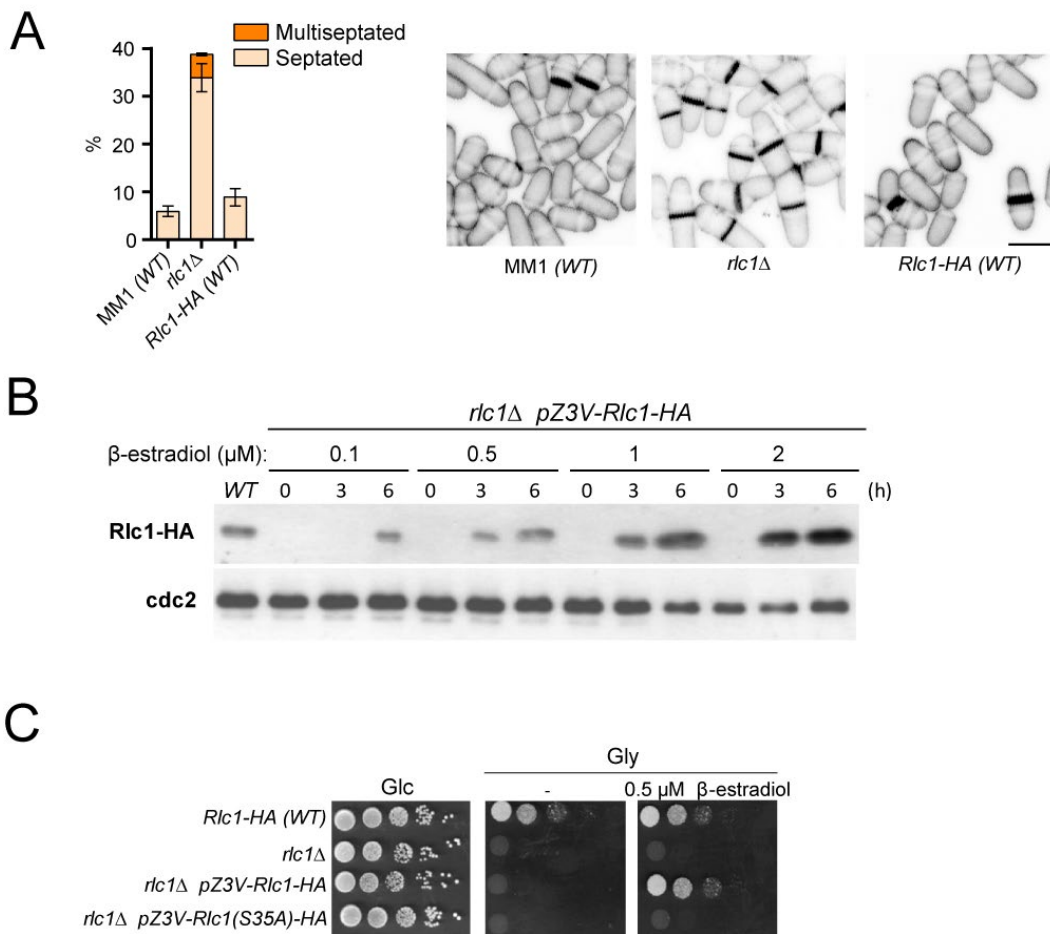 A
40
30
20
10
0
%
Multiseptated
Septated
MM1 (WT)
rlc1Δ
Rlc1-HA (WT)
MM1 (WT)
rlc1Δ
Rlc1-HA (WT)
B
rlc1Δ pZ3V-Rlc1-HA
β-estradiol (µM): 0.1 0.5 1 2
WT 0 3 6 0 3 6 0 3 6 0 3 6 (h)
Rlc1-HA
cdc2
C
Gly
Glc - 0.5 µM β-estradiol
Rlc1-HA (WT)
rlc1Δ
rlc1Δ pZ3V-Rlc1-HA
rlc1Δ pZ3V-Rlc1(S35A)-HA